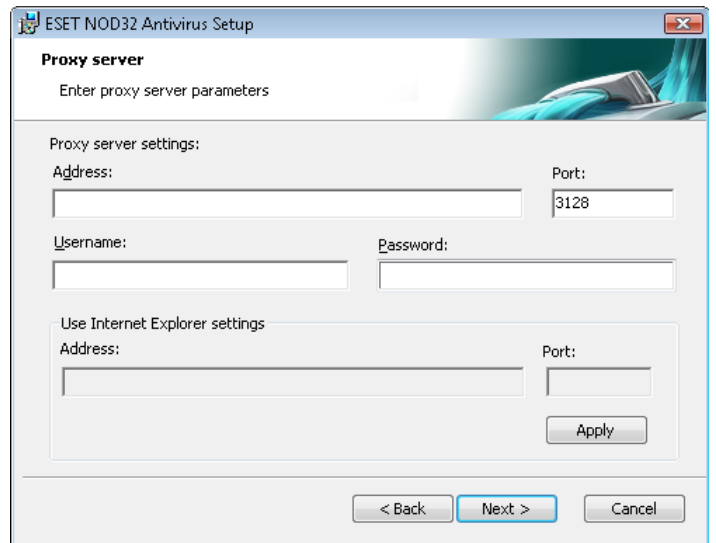 ESET NOD32 Antivirus Setup
Proxy server
Enter proxy server parameters
Proxy server settings:
Address: Port:
3128
Username: Password:
Use Internet Explorer settings
Address: Port:
Apply
< Back Next > Cancel